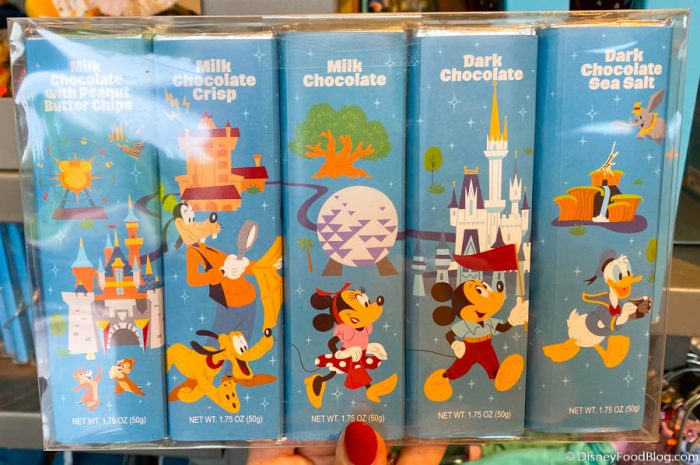 Milk
Chocolate
with Peanut
Butter Chips
NET WT. 1.75 OZ (50g)
Milk
Chocolate
Crisp
NET WT. 1.75 OZ (50g)
Milk
Chocolate
NET WT. 1.75 OZ (50g)
Dark
Chocolate
NET WT. 1.75 OZ (50g)
Dark
Chocolate
Sea Salt
NET WT. 1.75 OZ (50g)
©DisneyFoodBlog.com